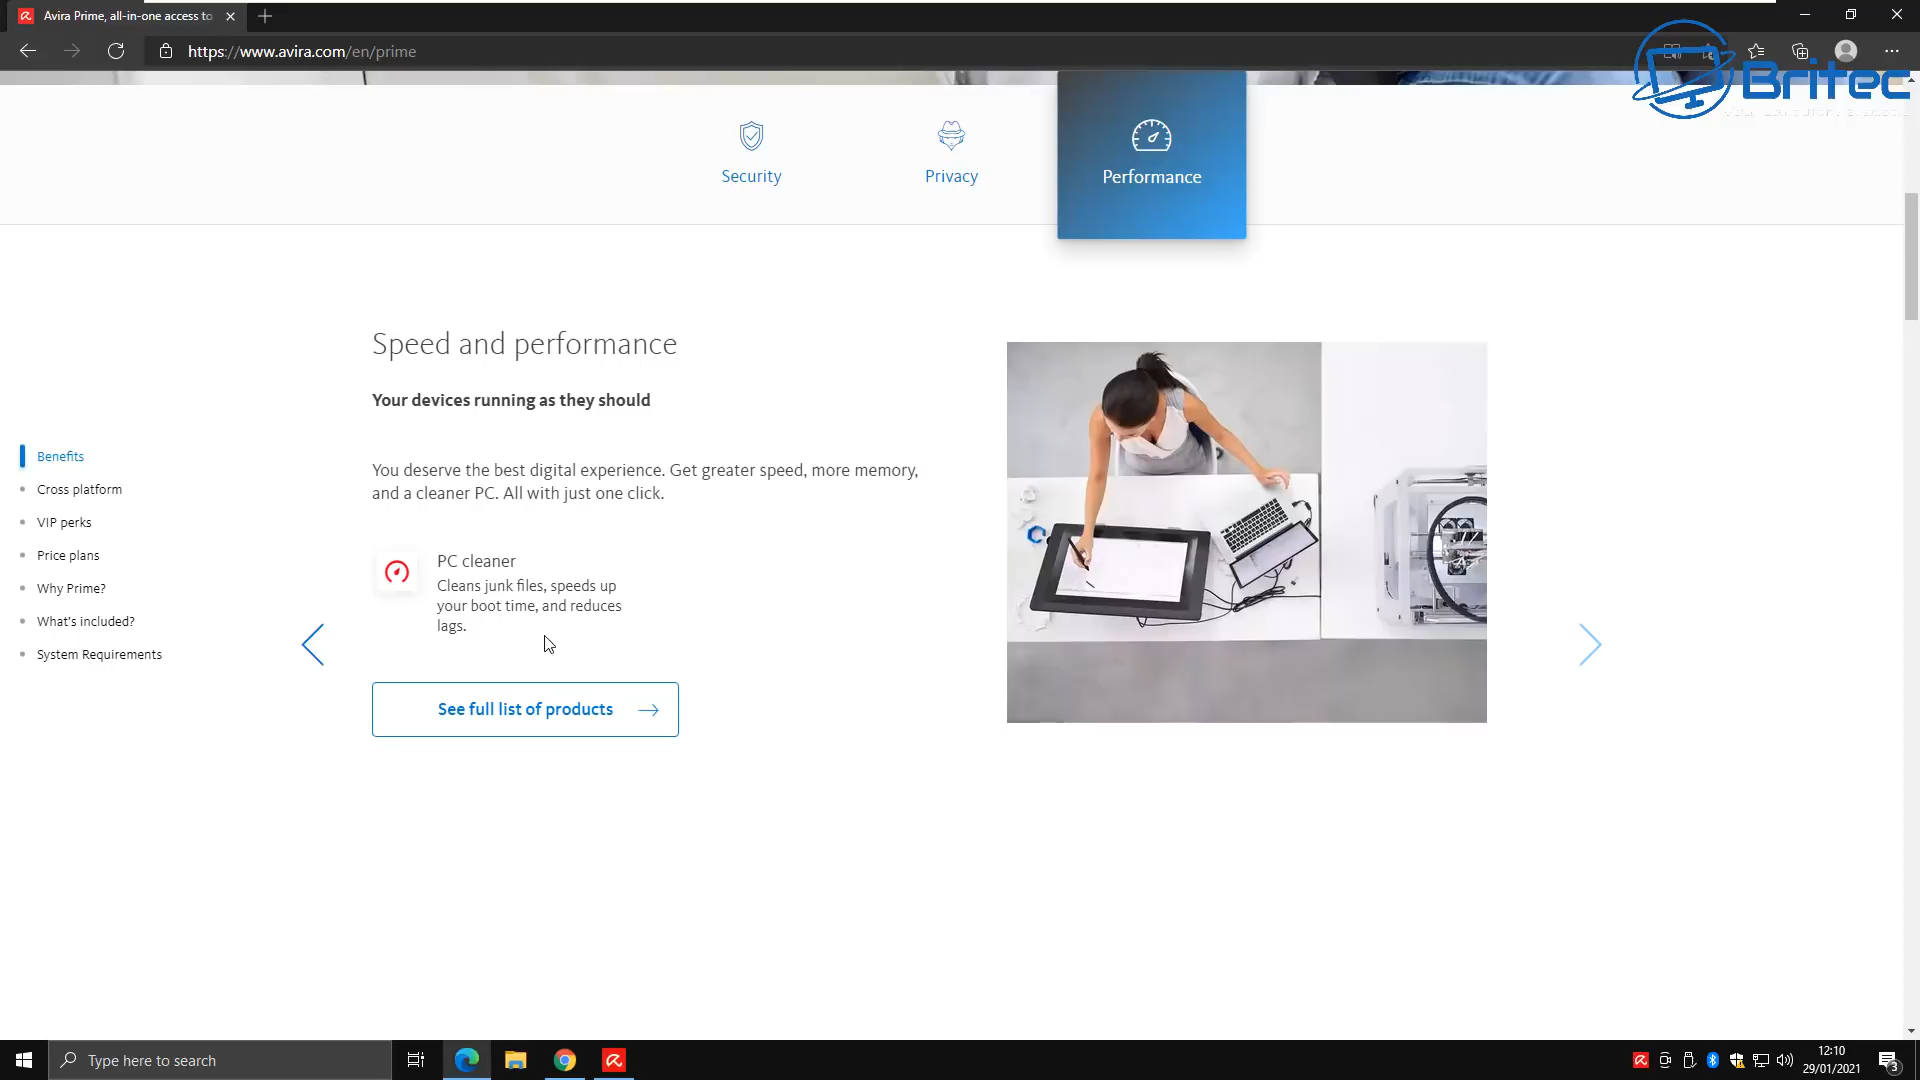 Avira Prime, all-in-one access to
https://www.avira.com/en/prime
Britec
Security
Privacy
Performance
Speed and performance
Your devices running as they should
You deserve the best digital experience. Get greater speed, more memory,
and a cleaner PC. All with just one click.
PC cleaner
Cleans junk files, speeds up
your boot time, and reduces
lags.
See full list of products
Benefits
Cross platform
VIP perks
Price plans
Why Prime?
What's included?
System Requirements
Type here to search
12:10
29/01/2021
3